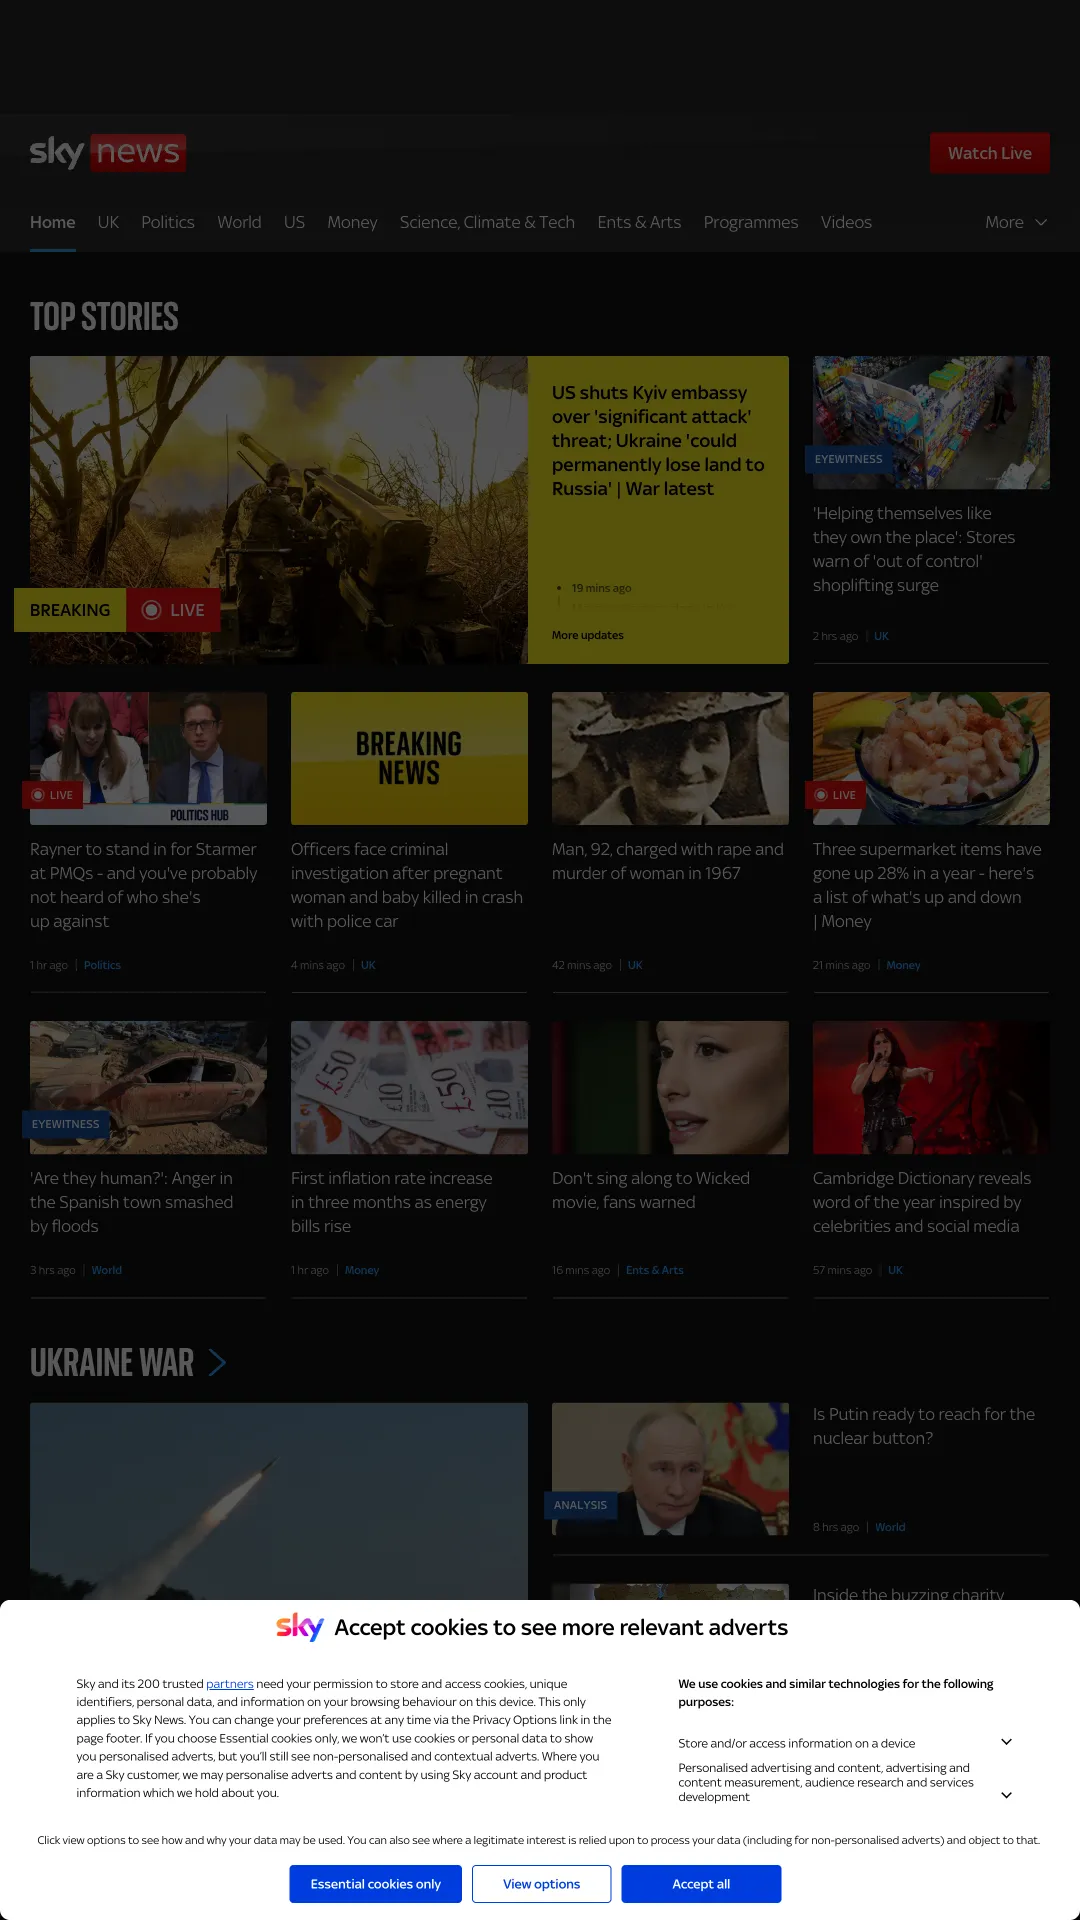 sky news
Watch Live
Home UK Politics World US Money Science, Climate & Tech Ents & Arts Programmes Videos More
TOP STORIES
US shuts Kyiv embassy
over 'significant attack'
threat; Ukraine 'could
permanently lose land to
Russia' | War latest
19 mins ago
More updates
BREAKING LIVE
EYEWITNESS
'Helping themselves like
they own the place': Stores
warn of 'out of control'
shoplifting surge
2 hrs ago | UK
LIVE
POLITICS HUB
Rayner to stand in for Starmer
at PMQs - and you've probably
not heard of who she's
up against
1 hr ago | Politics
BREAKING
NEWS
Officers face criminal
investigation after pregnant
woman and baby killed in crash
with police car
4 mins ago | UK
Man, 92, charged with rape and
murder of woman in 1967
42 mins ago | UK
LIVE
Three supermarket items have
gone up 28% in a year - here's
a list of what's up and down
| Money
21 mins ago | Money
EYEWITNESS
'Are they human?': Anger in
the Spanish town smashed
by floods
3 hrs ago | World
£50 £10 £50 £10
First inflation rate increase
in three months as energy
bills rise
1 hr ago | Money
Don't sing along to Wicked
movie, fans warned
16 mins ago | Ents & Arts
Cambridge Dictionary reveals
word of the year inspired by
celebrities and social media
57 mins ago | UK
UKRAINE WAR
ANALYSIS
Is Putin ready to reach for the
nuclear button?
8 hrs ago | World
Inside the buzzing charity
sky Accept cookies to see more relevant adverts
Sky and its 200 trusted partners need your permission to store and access cookies, unique
identifiers, personal data, and information on your browsing behaviour on this device. This only
applies to Sky News. You can change your preferences at any time via the Privacy Options link in the
page footer. If you choose Essential cookies only, we won't use cookies or personal data to show
you personalised adverts, but you'll still see non-personalised and contextual adverts. Where you
are a Sky customer, we may personalise adverts and content by using Sky account and product
information which we hold about you.
We use cookies and similar technologies for the following
purposes:
Store and/or access information on a device
Personalised advertising and content, advertising and
content measurement, audience research and services
development
Click view options to see how and why your data may be used. You can also see where a legitimate interest is relied upon to process your data (including for non-personalised adverts) and object to that.
Essential cookies only View options Accept all